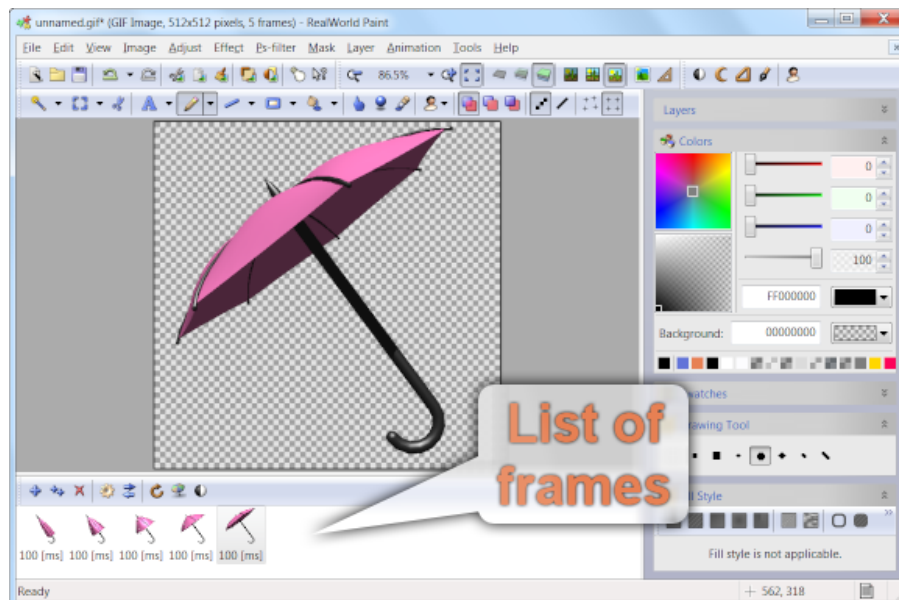 unnamed.gif* (GIF Image, 512x512 pixels, 5 frames) - RealWorld Paint
File Edit View Image Adjust Effect Ps-filter Mask Layer Animation Tools Help
86.5%
Layers
Colors
0
0
0
100
FF000000
Background: 00000000
Drawing Tool
List of
frames
Style
Fill style is not applicable.
100 [ms] 100 [ms] 100 [ms] 100 [ms] 100 [ms]
Ready
562, 318